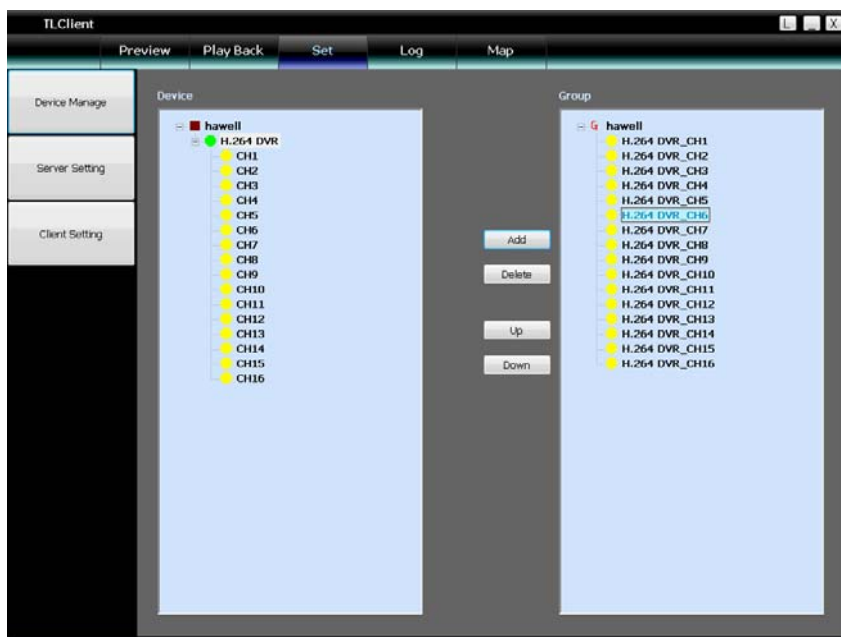 TLClient
L _ X
Preview Play Back Set Log Map
Device Manage
Server Setting
Client Setting
Device
hawell
H.264 DVR
CH1
CH2
CH3
CH4
CH5
CH6
CH7
CH8
CH9
CH10
CH11
CH12
CH13
CH14
CH15
CH16
Add
Delete
Up
Down
Group
G hawell
H.264 DVR_CH1
H.264 DVR_CH2
H.264 DVR_CH3
H.264 DVR_CH4
H.264 DVR_CH5
H.264 DVR_CH6
H.264 DVR_CH7
H.264 DVR_CH8
H.264 DVR_CH9
H.264 DVR_CH10
H.264 DVR_CH11
H.264 DVR_CH12
H.264 DVR_CH13
H.264 DVR_CH14
H.264 DVR_CH15
H.264 DVR_CH16